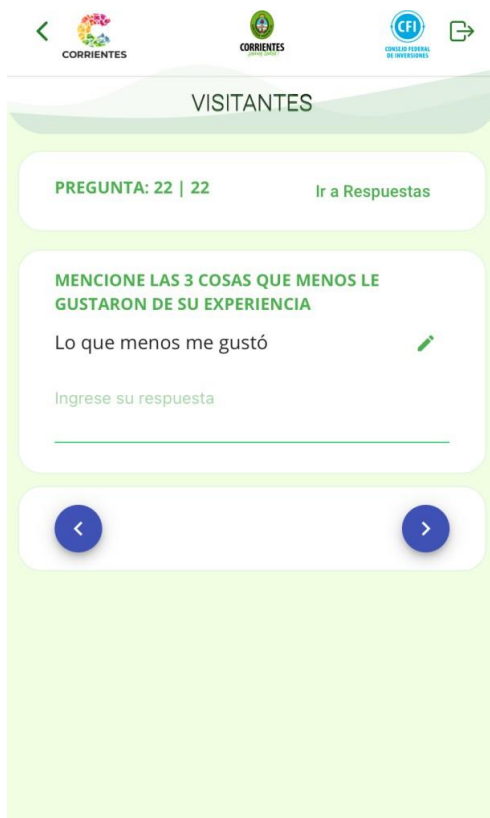 CORRIENTES
CORRIENTES
CFI
CONSEJO FEDERAL
DE INVERSIONES
VISITANTES
PREGUNTA: 22 | 22
Ir a Respuestas
MENCIONE LAS 3 COSAS QUE MENOS LE
GUSTARON DE SU EXPERIENCIA
Lo que menos me gustó
Ingrese su respuesta